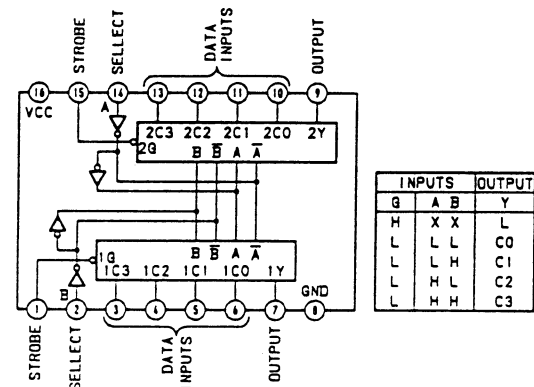 STROBE
SELLECT
DATA
INPUTS
OUTPUT
16 15 14 13 12 11 10 9
VCC
A
2C3 2C2 2C1 2C0 2Y
2G
B B̅ A A̅
B B̅ A A̅
1G
1C3 1C2 1C1 1C0 1Y
B
GND
1 2 3 4 5 6 7 8
STROBE
SELLECT
DATA
NPUTS
OUTPUT
INPUTS OUTPUT
G A B Y
H X X L
L L L C0
L L H C1
L H L C2
L H H C3